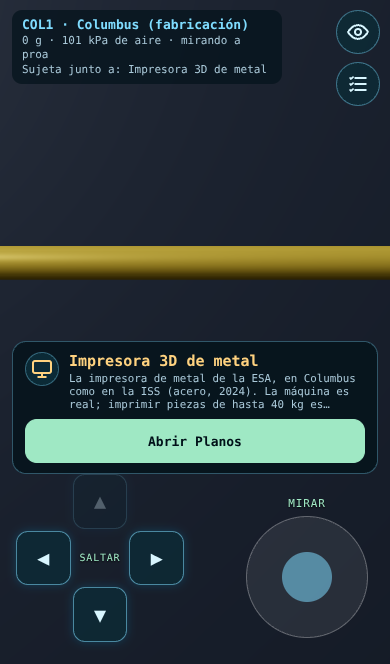 COL1 · Columbus (fabricación)
0 g · 101 kPa de aire · mirando a
proa
Sujeta junto a: Impresora 3D de metal
Impresora 3D de metal
La impresora de metal de la ESA, en Columbus
como en la ISS (acero, 2024). La máquina es
real; imprimir piezas de hasta 40 kg es…
Abrir Planos
MIRAR
SALTAR